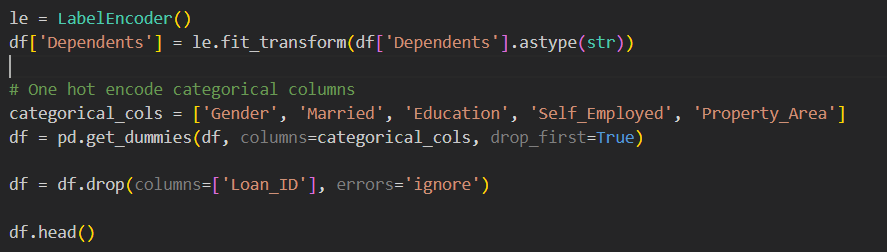 le = LabelEncoder()
df['Dependents'] = le.fit_transform(df['Dependents'].astype(str))
# One hot encode categorical columns
categorical_cols = ['Gender', 'Married', 'Education', 'Self_Employed', 'Property_Area']
df = pd.get_dummies(df, columns=categorical_cols, drop_first=True)
df = df.drop(columns=['Loan_ID'], errors='ignore')
df.head()